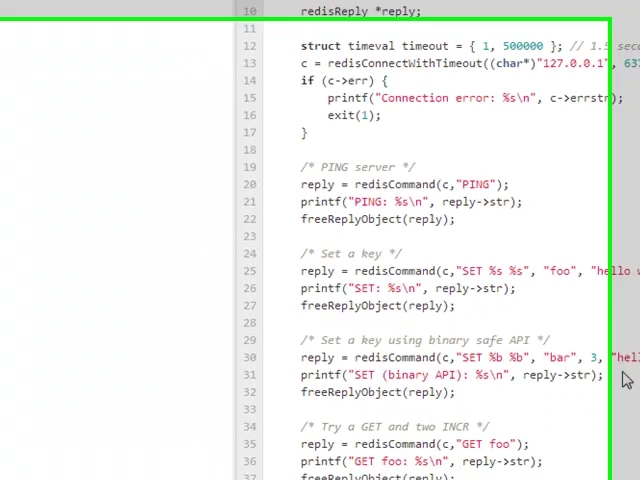 10 redisReply *reply;
11
12 struct timeval timeout = { 1, 500000 }; // 1.5 seco
13 c = redisConnectWithTimeout((char*)"127.0.0.1", 637
14 if (c->err) {
15 printf("Connection error: %s\n", c->errstr);
16 exit(1);
17 }
18
19 /* PING server */
20 reply = redisCommand(c,"PING");
21 printf("PING: %s\n", reply->str);
22 freeReplyObject(reply);
23
24 /* Set a key */
25 reply = redisCommand(c,"SET %s %s", "foo", "hello w
26 printf("SET: %s\n", reply->str);
27 freeReplyObject(reply);
28
29 /* Set a key using binary safe API */
30 reply = redisCommand(c,"SET %b %b", "bar", 3, "hell
31 printf("SET (binary API): %s\n", reply->str);
32 freeReplyObject(reply);
33
34 /* Try a GET and two INCR */
35 reply = redisCommand(c,"GET foo");
36 printf("GET foo: %s\n", reply->str);
37 freeReplyObject(reply);